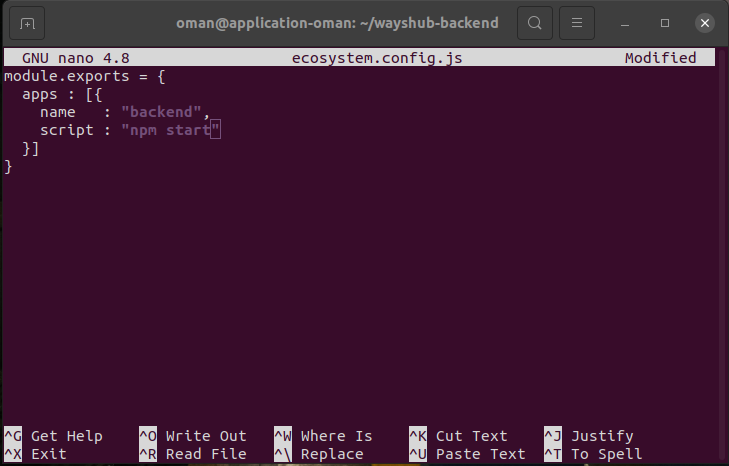 oman@application-oman: ~/wayshub-backend
GNU nano 4.8 ecosystem.config.js Modified
module.exports = {
  apps : [{
    name   : "backend",
    script : "npm start"
  }]
}
^G Get Help ^O Write Out ^W Where Is ^K Cut Text ^J Justify
^X Exit ^R Read File ^\ Replace ^U Paste Text ^T To Spell